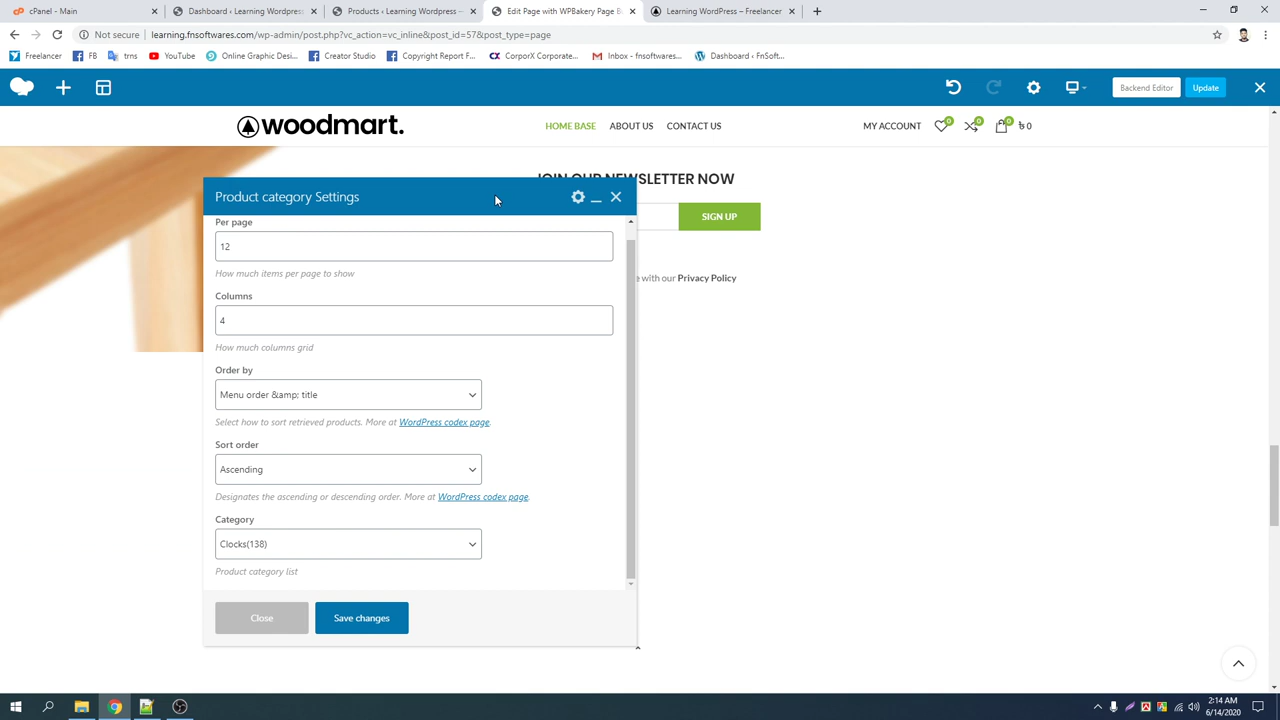 cPanel - Main
Dashboard ‹ Learning WordPress
Products ‹ Learning WordPress —
Edit Page with WPBakery Page B
Learning WordPress – Freelancer
Not secure
learning.fnsoftwares.com/wp-admin/post.php?vc_action=vc_inline&post_id=57&post_type=page
Freelancer
FB
trns
YouTube
Online Graphic Desi...
Creator Studio
Copyright Report F...
CorporX Corporate...
Inbox - fnsoftwares...
Dashboard ‹ FnSoft...
Backend Editor
Update
woodmart.
HOME BASE
ABOUT US
CONTACT US
MY ACCOUNT
0
0
0
৳ 0
JOIN OUR NEWSLETTER NOW
SIGN UP
with our Privacy Policy
Product category Settings
Per page
12
How much items per page to show
Columns
4
How much columns grid
Order by
Menu order &amp; title
Select how to sort retrieved products. More at WordPress codex page.
Sort order
Ascending
Designates the ascending or descending order. More at WordPress codex page.
Category
Clocks(138)
Product category list
Close
Save changes
2:14 AM
6/14/2020